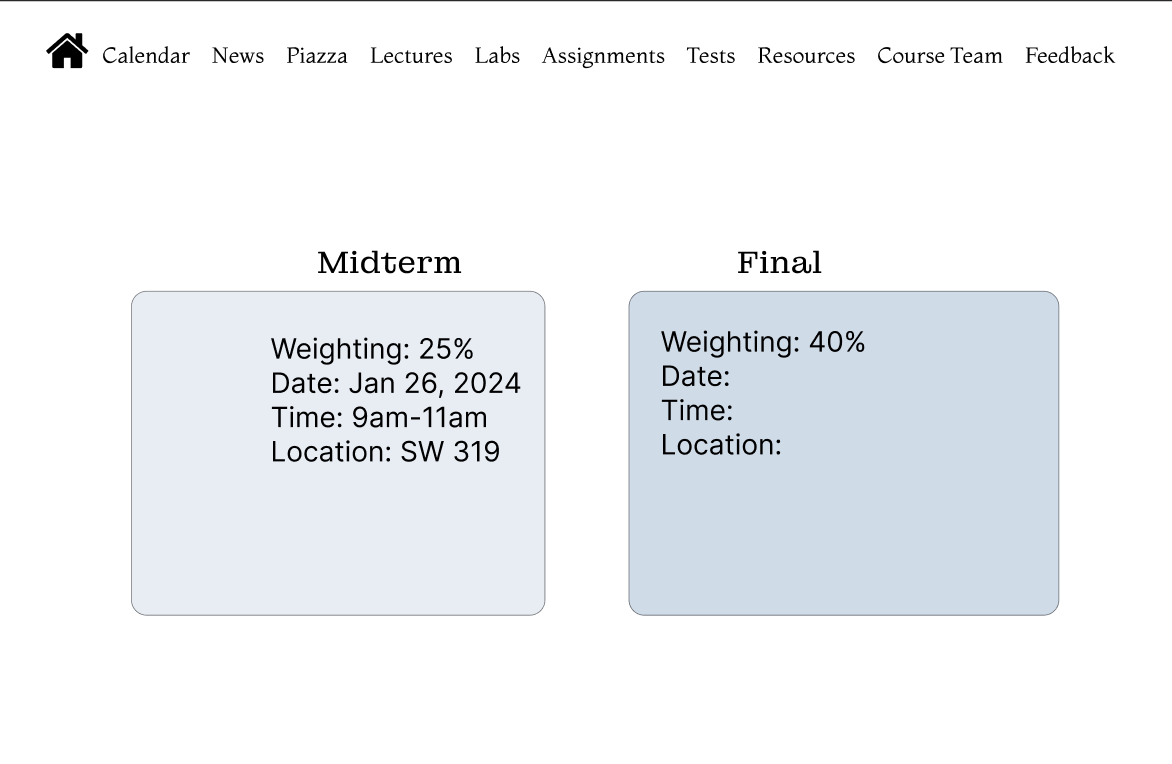 Calendar News Piazza Lectures Labs Assignments Tests Resources Course Team Feedback
Midterm
Weighting: 25%
Date: Jan 26, 2024
Time: 9am-11am
Location: SW 319
Final
Weighting: 40%
Date:
Time:
Location: